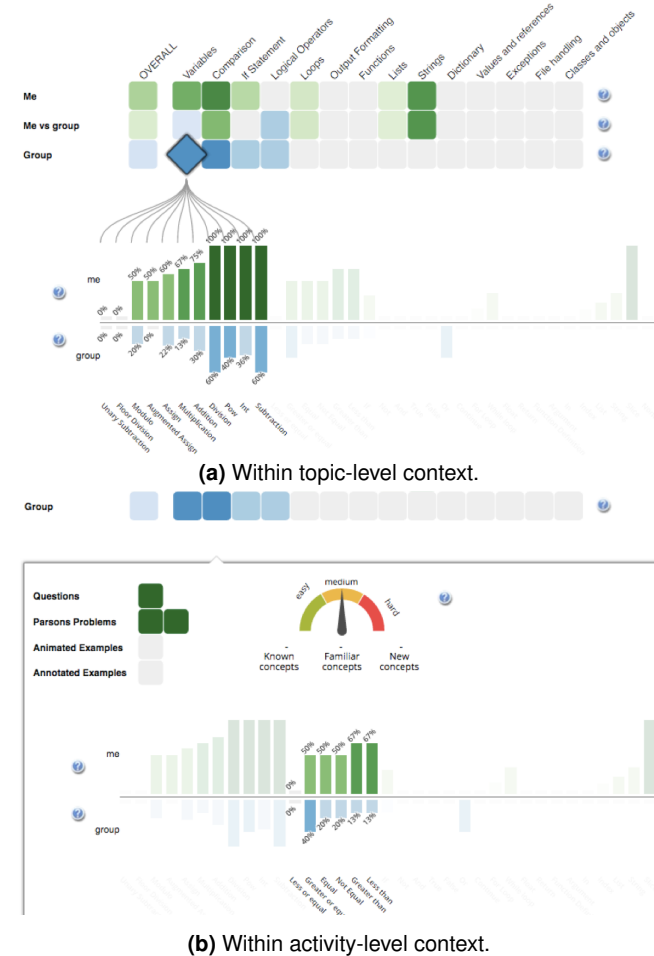 OVERALL
Variables
Comparison
If Statement
Logical Operators
Loops
Output Formatting
Functions
Lists
Strings
Dictionary
Values and references
Exceptions
File handling
Classes and objects
Me
?
Me vs group
?
Group
?
me
0% 0% 50% 50% 60% 67% 75% 100% 100% 100% 100%
?
?
group
0% 0% 20% 0% 22% 13% 30% 60% 40% 36% 60%
Unary Subtraction
Floor Division
Modulo
Augmented Assign
Assign
Multiplication
Addition
Division
Pow
Int
Subtraction
(a) Within topic-level context.
Group
?
Questions
Parsons Problems
Animated Examples
Annotated Examples
easy
medium
hard
?
- - -
Known Familiar New
concepts concepts concepts
me
0% 50% 50% 50% 67% 67%
?
?
group
0% 40% 20% 20% 13% 13%
Less or equal
Greater or eq
Equal
Not Equal
Greater than
Less than
(b) Within activity-level context.